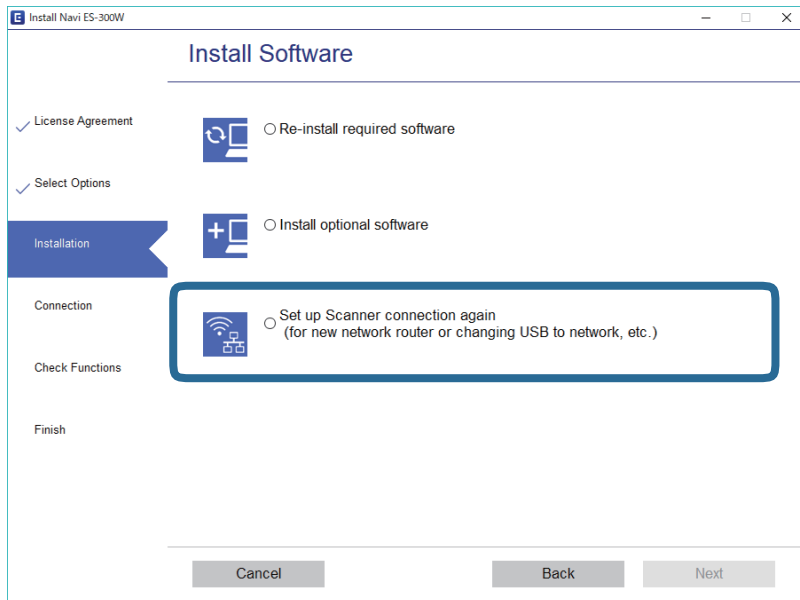 Install Navi ES-300W
Install Software
License Agreement
Select Options
Installation
Connection
Check Functions
Finish
Re-install required software
Install optional software
Set up Scanner connection again
(for new network router or changing USB to network, etc.)
Cancel
Back
Next